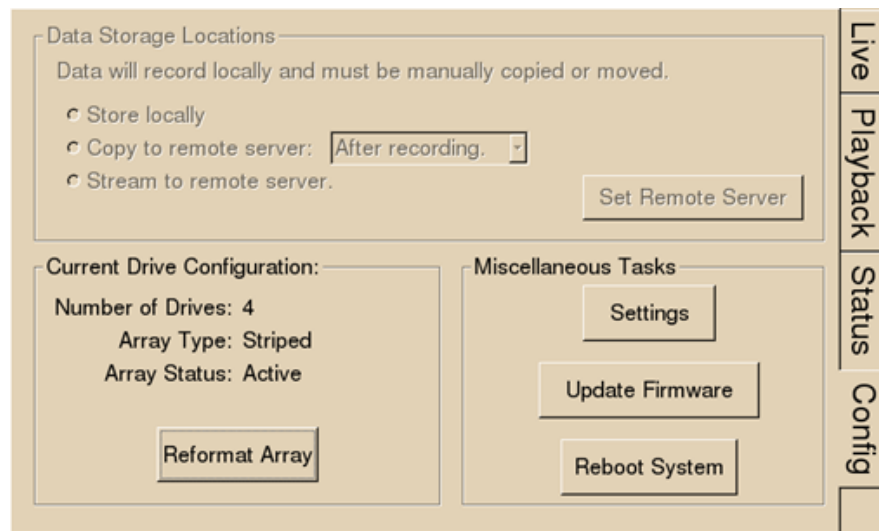 Data Storage Locations
Data will record locally and must be manually copied or moved.
Store locally
Copy to remote server: After recording.
Stream to remote server.
Set Remote Server
Current Drive Configuration:
Number of Drives: 4
Array Type: Striped
Array Status: Active
Reformat Array
Miscellaneous Tasks
Settings
Update Firmware
Reboot System
Live
Playback
Status
Config